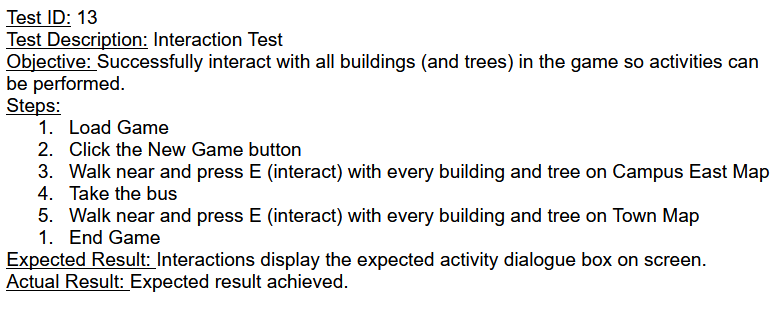 Test ID: 13
Test Description: Interaction Test
Objective: Successfully interact with all buildings (and trees) in the game so activities can
be performed.
Steps:
1. Load Game
2. Click the New Game button
3. Walk near and press E (interact) with every building and tree on Campus East Map
4. Take the bus
5. Walk near and press E (interact) with every building and tree on Town Map
1. End Game
Expected Result: Interactions display the expected activity dialogue box on screen.
Actual Result: Expected result achieved.